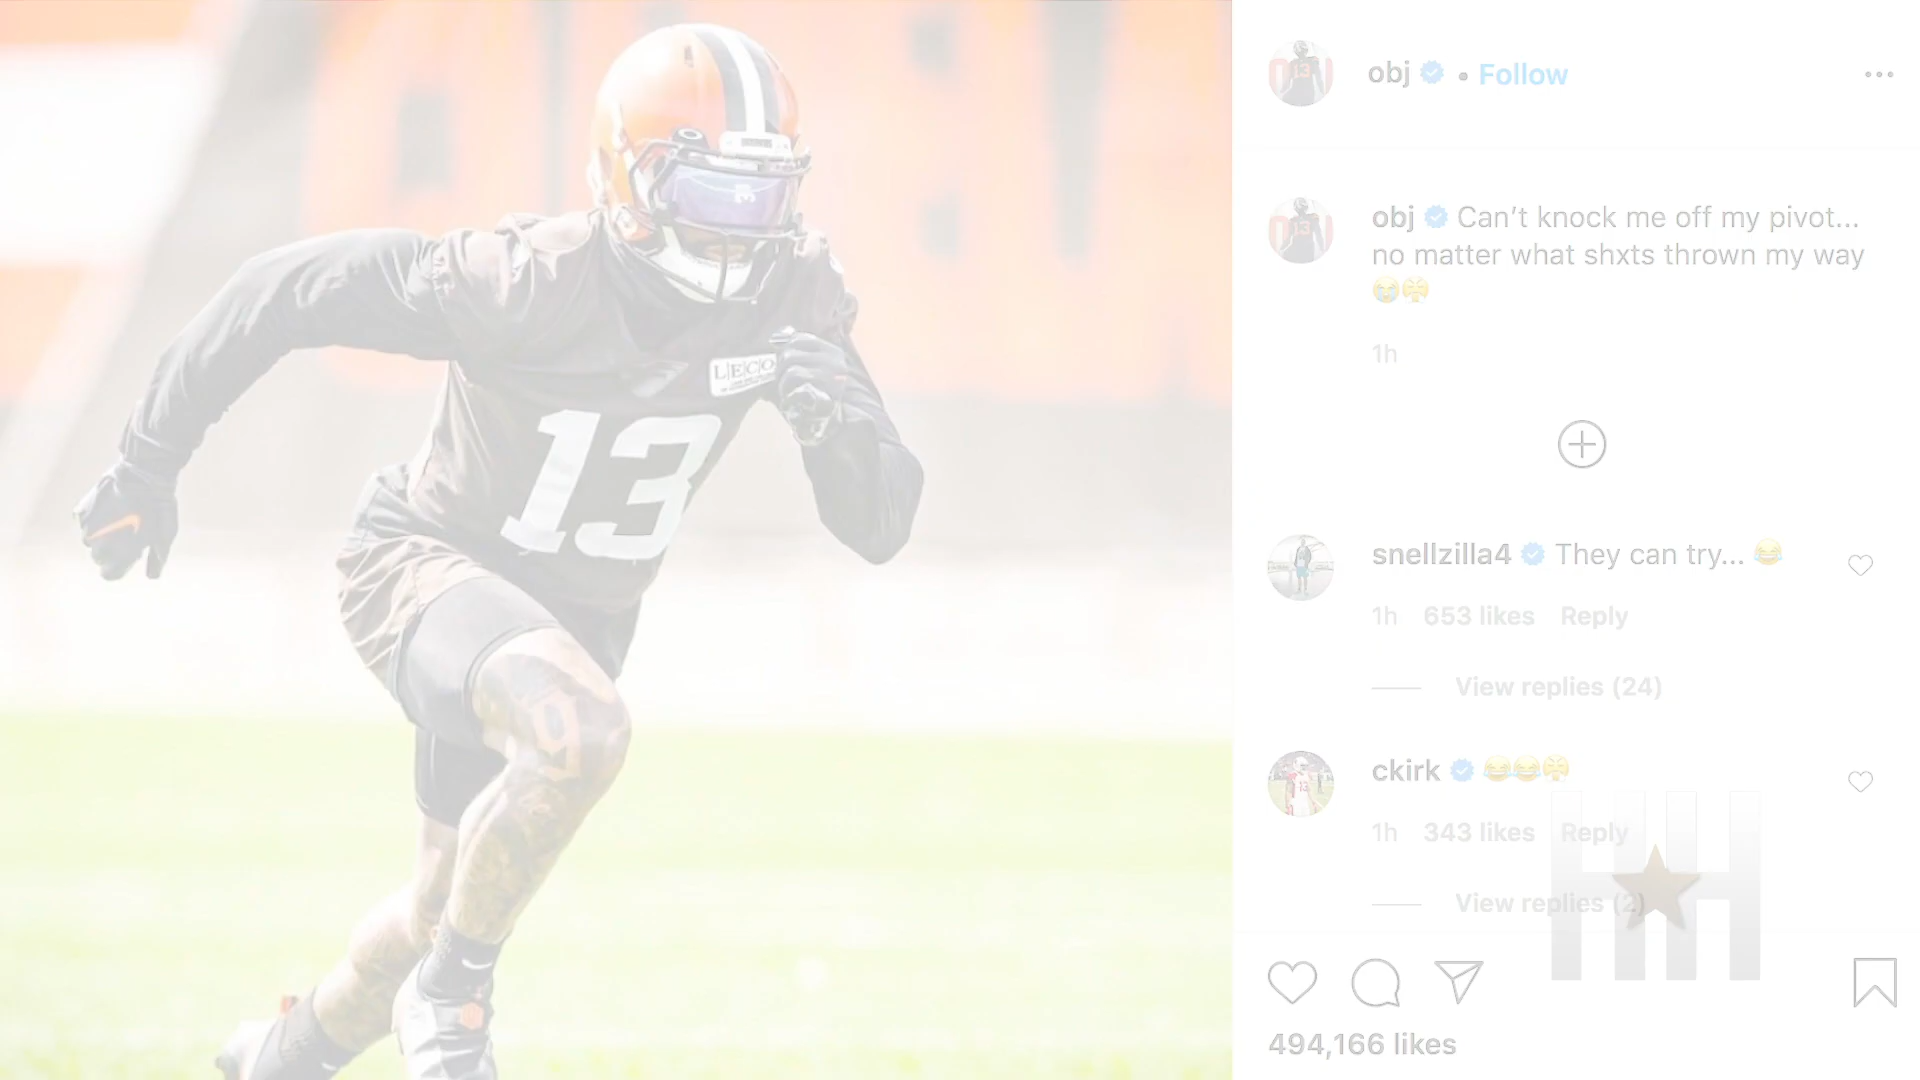 LECO
13
obj • Follow
obj Can't knock me off my pivot...
no matter what shxts thrown my way
😭😤
1h
snellzilla4 They can try... 😂
1h 653 likes Reply
View replies (24)
ckirk 😂😂😤
1h 343 likes Reply
View replies (2)
494,166 likes